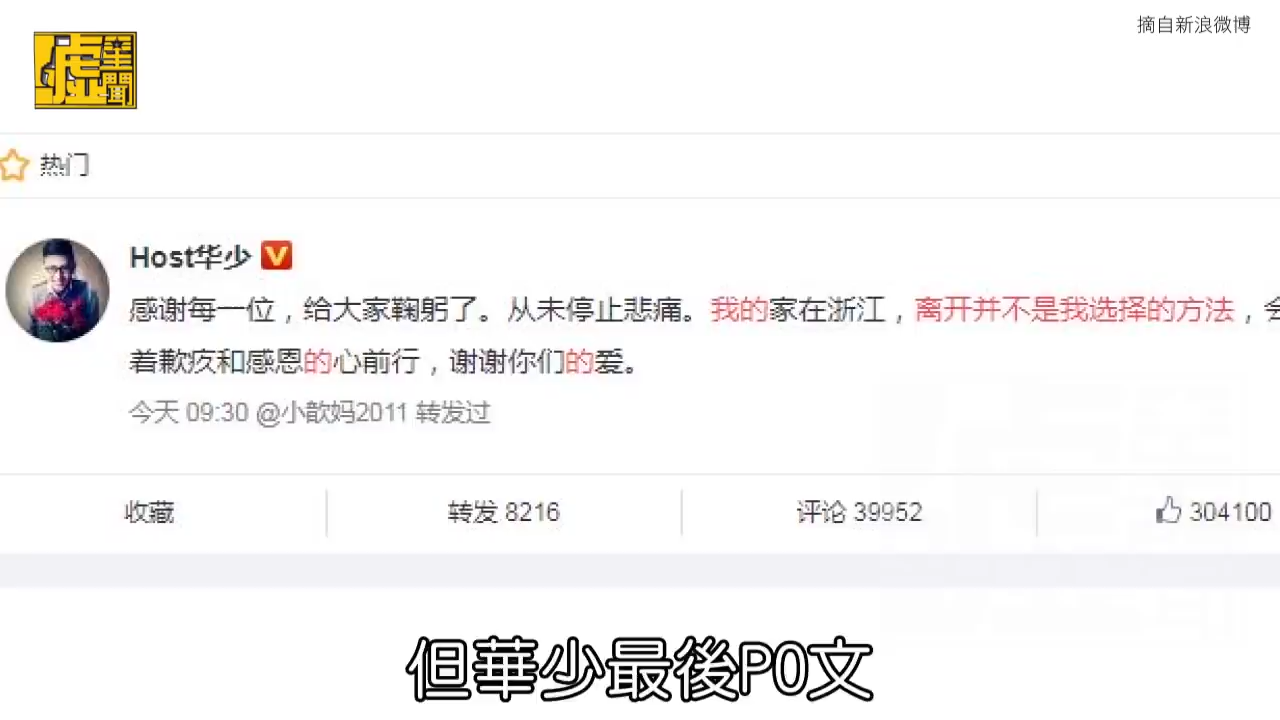 摘自新浪微博
噓星聞
热门
Host华少 V
感谢每一位，给大家鞠躬了。从未停止悲痛。我的家在浙江，离开并不是我选择的方法，会
着歉疚和感恩的心前行，谢谢你们的爱。
今天 09:30 @小歆妈2011 转发过
收藏
转发 8216
评论 39952
304100
但華少最後PO文